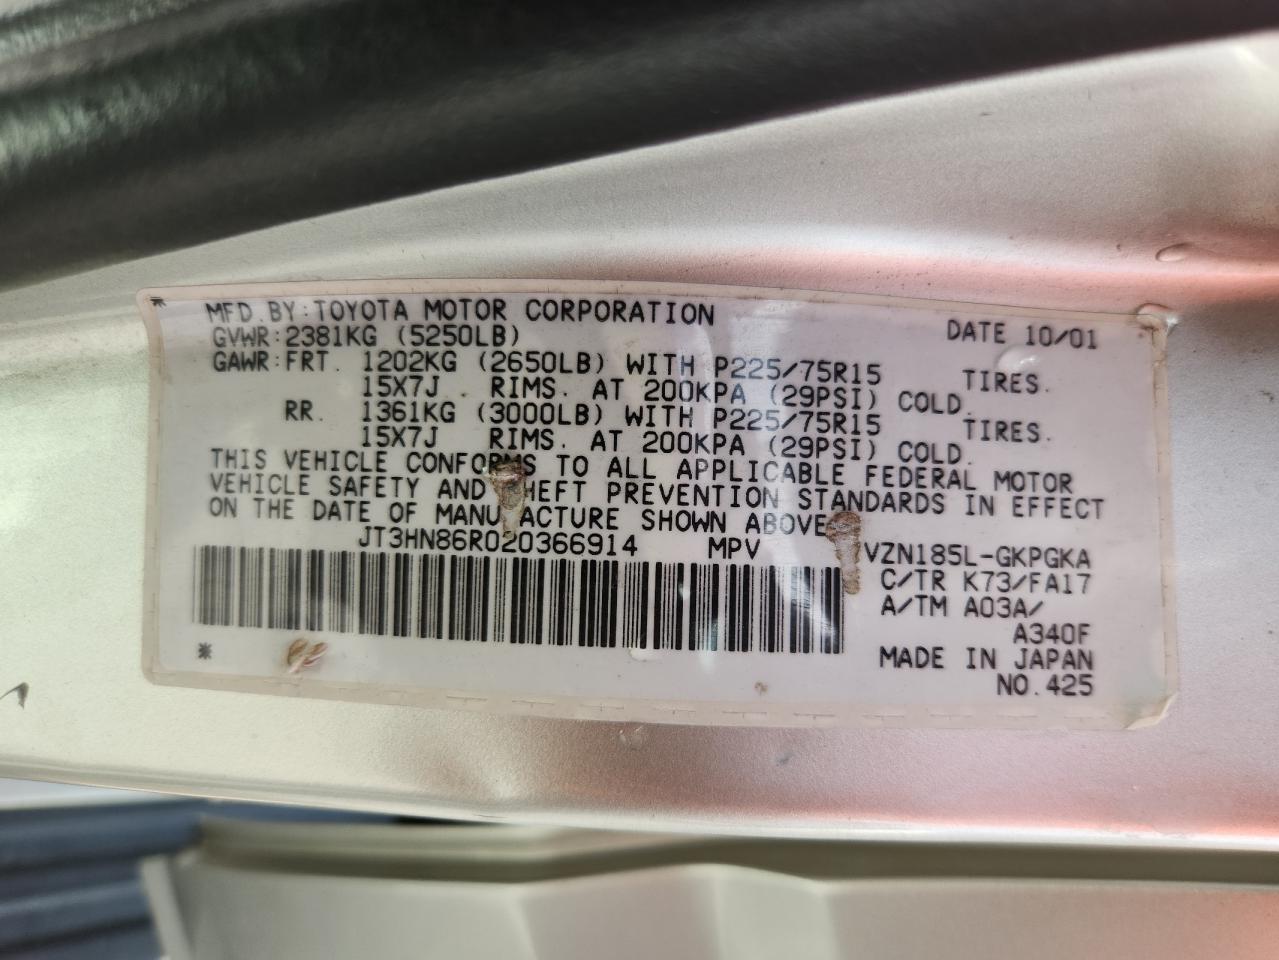 MFD. BY: TOYOTA MOTOR CORPORATION DATE 10/01
GVWR: 2381KG (5250LB)
GAWR: FRT. 1202KG (2650LB) WITH P225/75R15 TIRES.
15X7J RIMS. AT 200KPA (29PSI) COLD.
RR. 1361KG (3000LB) WITH P225/75R15 TIRES.
15X7J RIMS. AT 200KPA (29PSI) COLD.
THIS VEHICLE CONFORMS TO ALL APPLICABLE FEDERAL MOTOR
VEHICLE SAFETY AND THEFT PREVENTION STANDARDS IN EFFECT
ON THE DATE OF MANUFACTURE SHOWN ABOVE.
JT3HN86R020366914 MPV VZN185L-GKPGKA
C/TR K73/FA17
A/TM A03A/
A340F
* MADE IN JAPAN
NO. 425